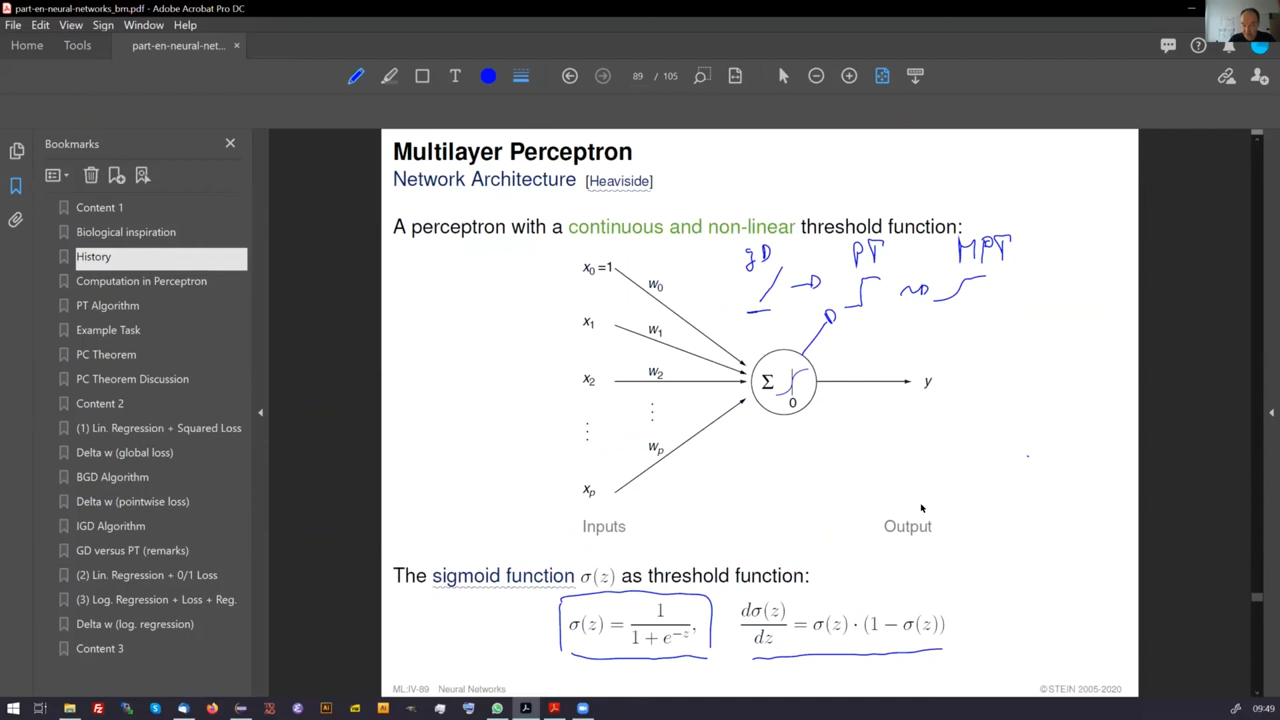 part-en-neural-networks_bm.pdf - Adobe Acrobat Pro DC
File Edit View Sign Window Help
Home Tools part-en-neural-net... ×
89 / 105
Bookmarks
Content 1
Biological inspiration
History
Computation in Perceptron
PT Algorithm
Example Task
PC Theorem
PC Theorem Discussion
Content 2
(1) Lin. Regression + Squared Loss
Delta w (global loss)
BGD Algorithm
Delta w (pointwise loss)
IGD Algorithm
GD versus PT (remarks)
(2) Lin. Regression + 0/1 Loss
(3) Log. Regression + Loss + Reg.
Delta w (log. regression)
Content 3
Multilayer Perceptron
Network Architecture [Heaviside]
A perceptron with a continuous and non-linear threshold function:
gD PT MPT
x0 =1 w0
x1 w1
x2 w2
Σ 0 y
⋮ ⋮
wp
xp
Inputs Output
The sigmoid function σ(z) as threshold function:
σ(z) = 1 / (1 + e^−z), dσ(z)/dz = σ(z) · (1 − σ(z))
ML:IV-89 Neural Networks ©STEIN 2005-2020
09:49